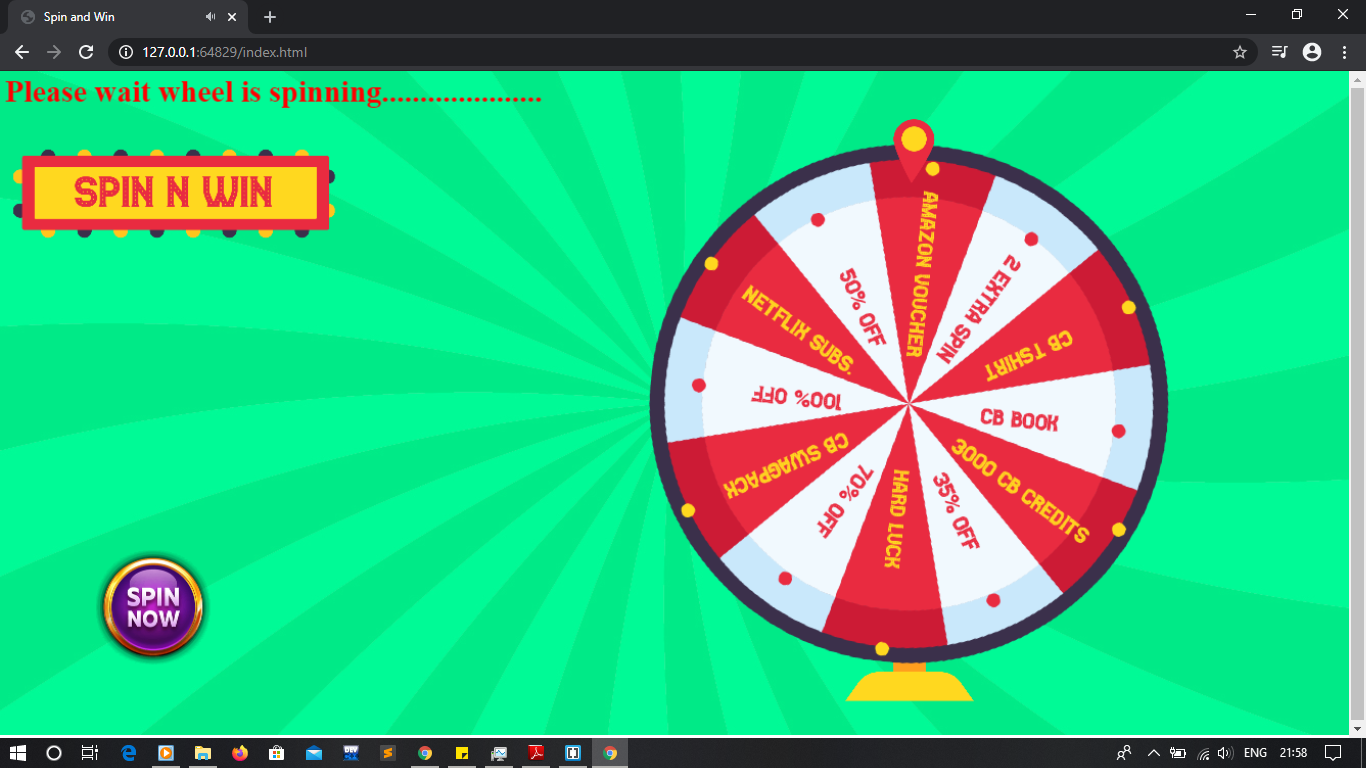 Spin and Win
127.0.0.1:64829/index.html
Please wait wheel is spinning.....................
SPIN N WIN
AMAZON VOUCHER
2 EXTRA SPIN
CB TSHIRT
CB BOOK
3000 CB CREDITS
35% OFF
HARD LUCK
70% OFF
CB SWAGPACK
100% OFF
NETFLIX SUBS.
50% OFF
SPIN
NOW
ENG
21:58